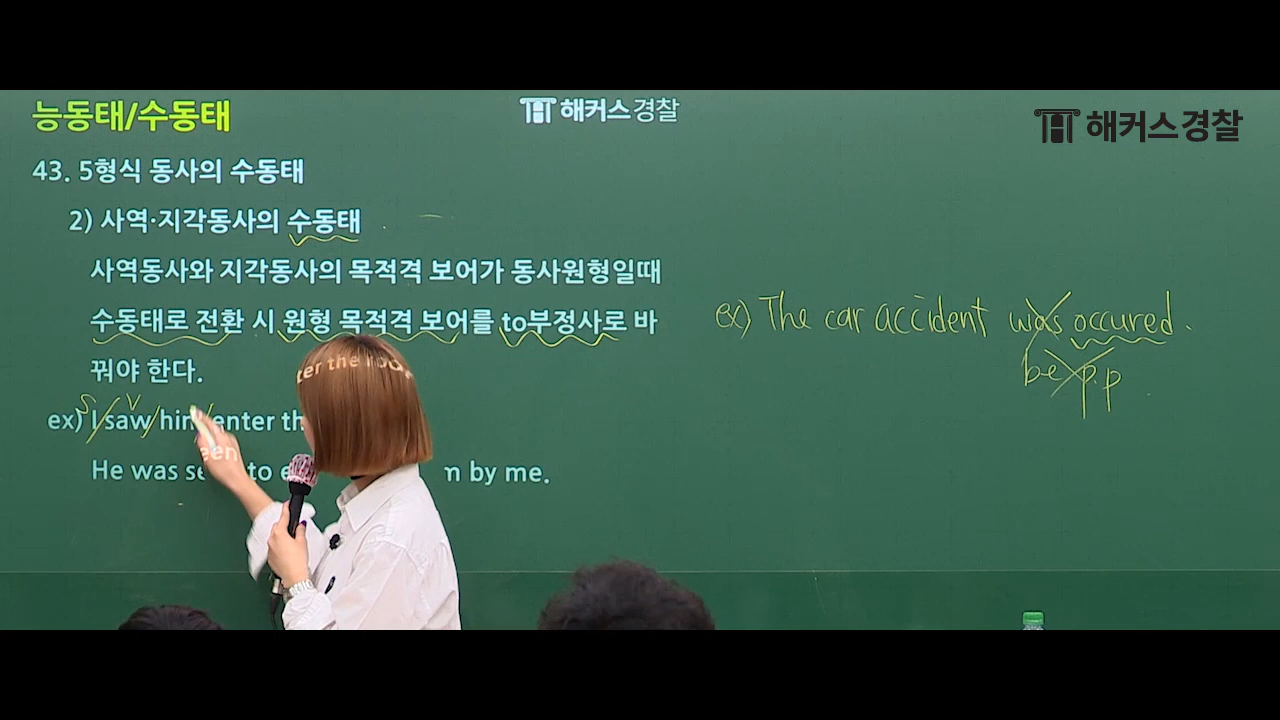 능동태/수동태
해커스경찰
해커스경찰
43. 5형식 동사의 수동태
2) 사역·지각동사의 수동태
사역동사와 지각동사의 목적격 보어가 동사원형일때
수동태로 전환 시 원형 목적격 보어를 to부정사로 바
꿔야 한다.
S V
ex) I saw him enter the room
He was seen to by me.
ex) The car accident was occured.
be p.p